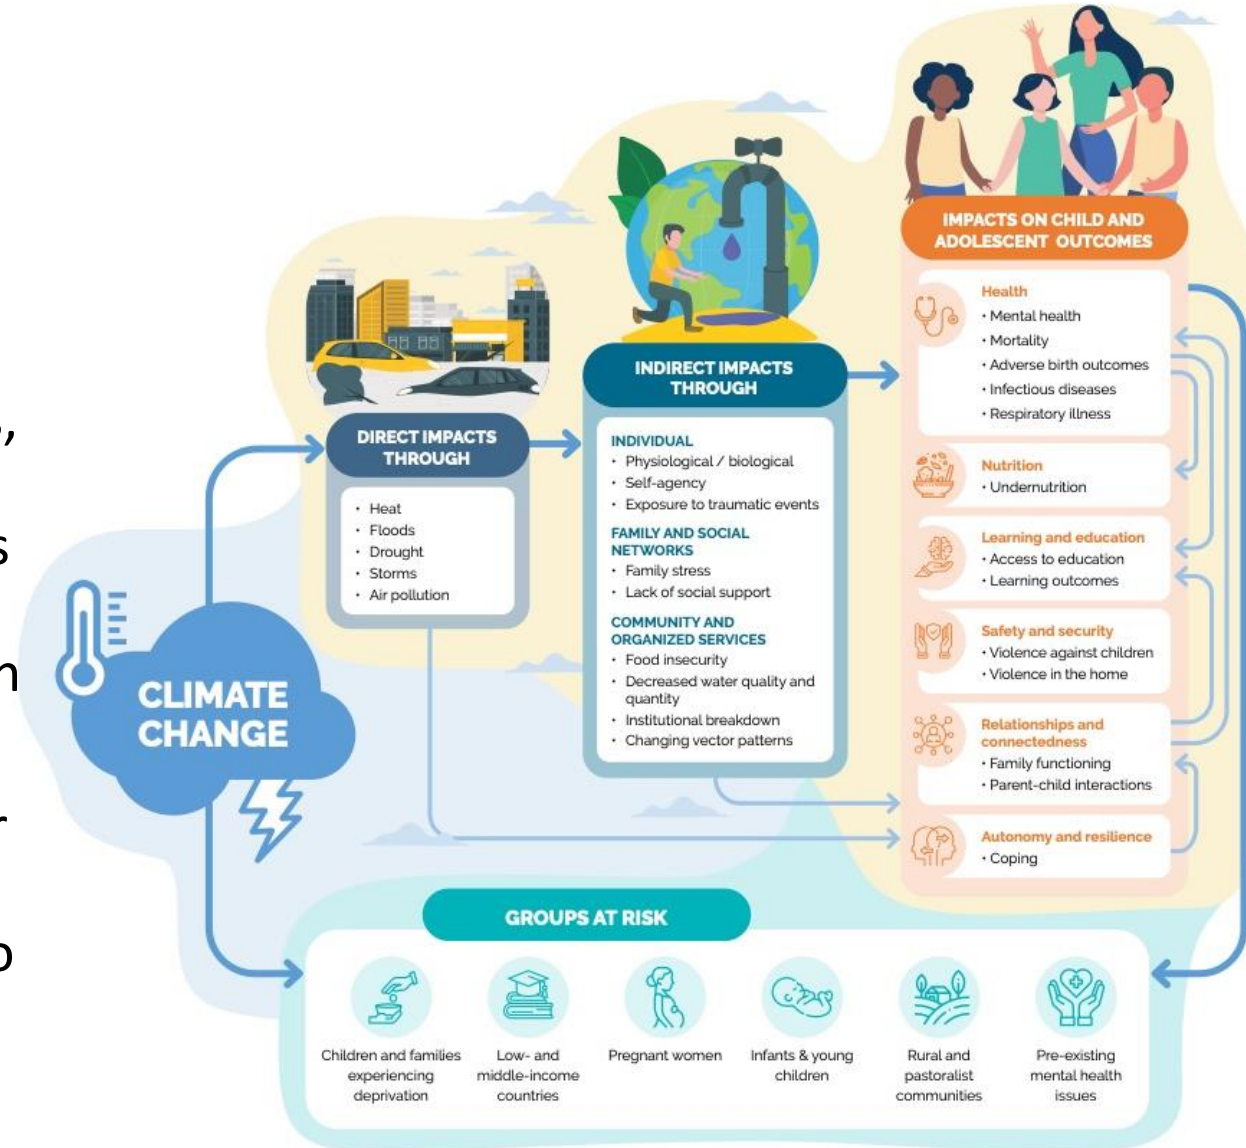 IMPACTS ON CHILD AND
ADOLESCENT OUTCOMES
Health
• Mental health
• Mortality
• Adverse birth outcomes
• Infectious diseases
• Respiratory illness
Nutrition
• Undernutrition
Learning and education
• Access to education
• Learning outcomes
Safety and security
• Violence against children
• Violence in the home
Relationships and
connectedness
• Family functioning
• Parent-child interactions
Autonomy and resilience
• Coping
INDIRECT IMPACTS
THROUGH
INDIVIDUAL
• Physiological / biological
• Self-agency
• Exposure to traumatic events
FAMILY AND SOCIAL
NETWORKS
• Family stress
• Lack of social support
COMMUNITY AND
ORGANIZED SERVICES
• Food insecurity
• Decreased water quality and
quantity
• Institutional breakdown
• Changing vector patterns
DIRECT IMPACTS
THROUGH
• Heat
• Floods
• Drought
• Storms
• Air pollution
CLIMATE
CHANGE
GROUPS AT RISK
Children and families
experiencing
deprivation
Low- and
middle-income
countries
Pregnant women
Infants & young
children
Rural and
pastoralist
communities
Pre-existing
mental health
issues